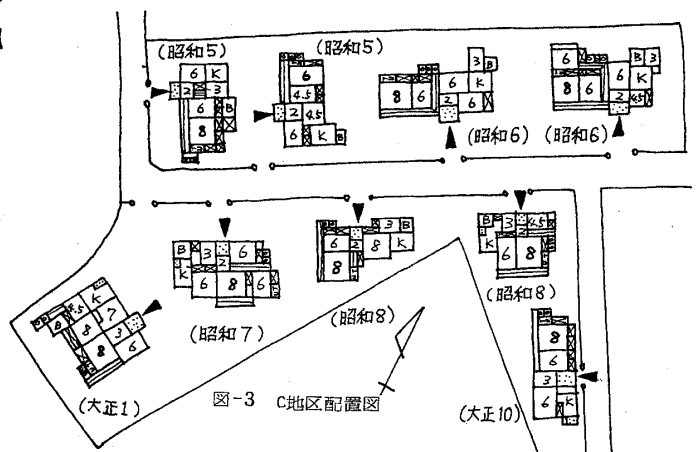 (昭和5)
6 K
2 3
6 B
8
(昭和5)
6
4.5
2 4.5
6 K B
3 B
6 K
8 6 2 6
(昭和6)
6 B 3
6 K
8 6 2 4.5
(昭和6)
B 3 2 6
K 6 8 6
(昭和7)
3 B
6 2 8 K
8
(昭和8)
B 3 2 4.5
K 6 8
(昭和8)
4.5 K
8 8 7
8 3
2 6
(大正1)
8
6
3
6 K
(大正10)
図-3 C地区配置図